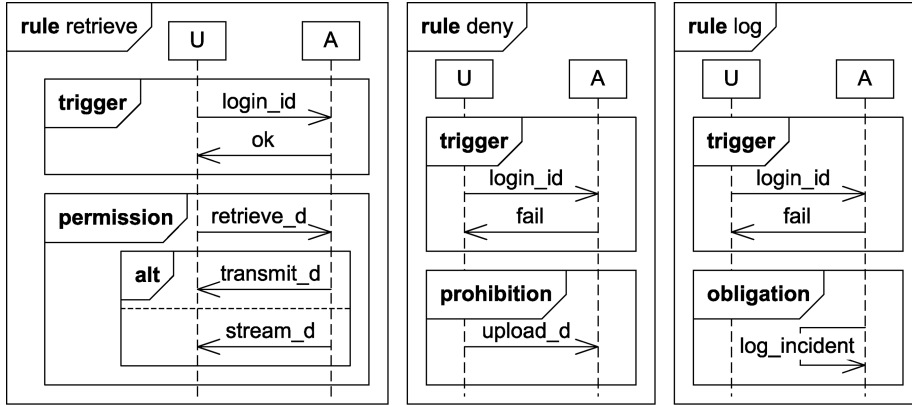 rule retrieve
U
A
trigger
login_id
ok
permission
retrieve_d
alt
transmit_d
stream_d
rule deny
U
A
trigger
login_id
fail
prohibition
upload_d
rule log
U
A
trigger
login_id
fail
obligation
log_incident